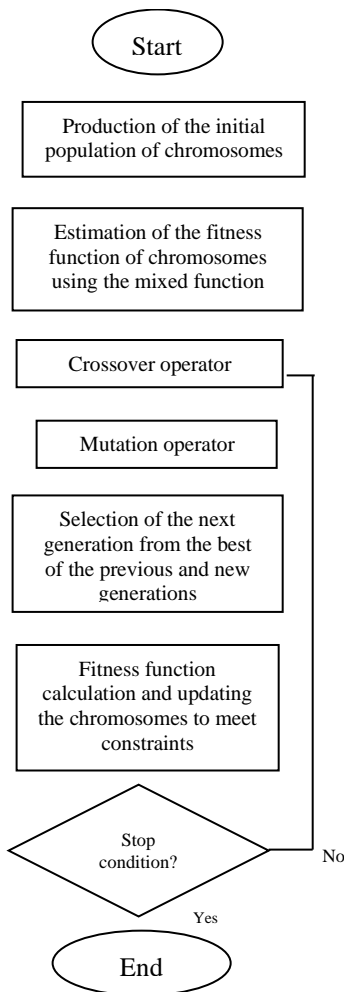 Start
Production of the initial
population of chromosomes
Estimation of the fitness
function of chromosomes
using the mixed function
Crossover operator
Mutation operator
Selection of the next
generation from the best
of the previous and new
generations
Fitness function
calculation and updating
the chromosomes to meet
constraints
Stop
condition?
No
Yes
End